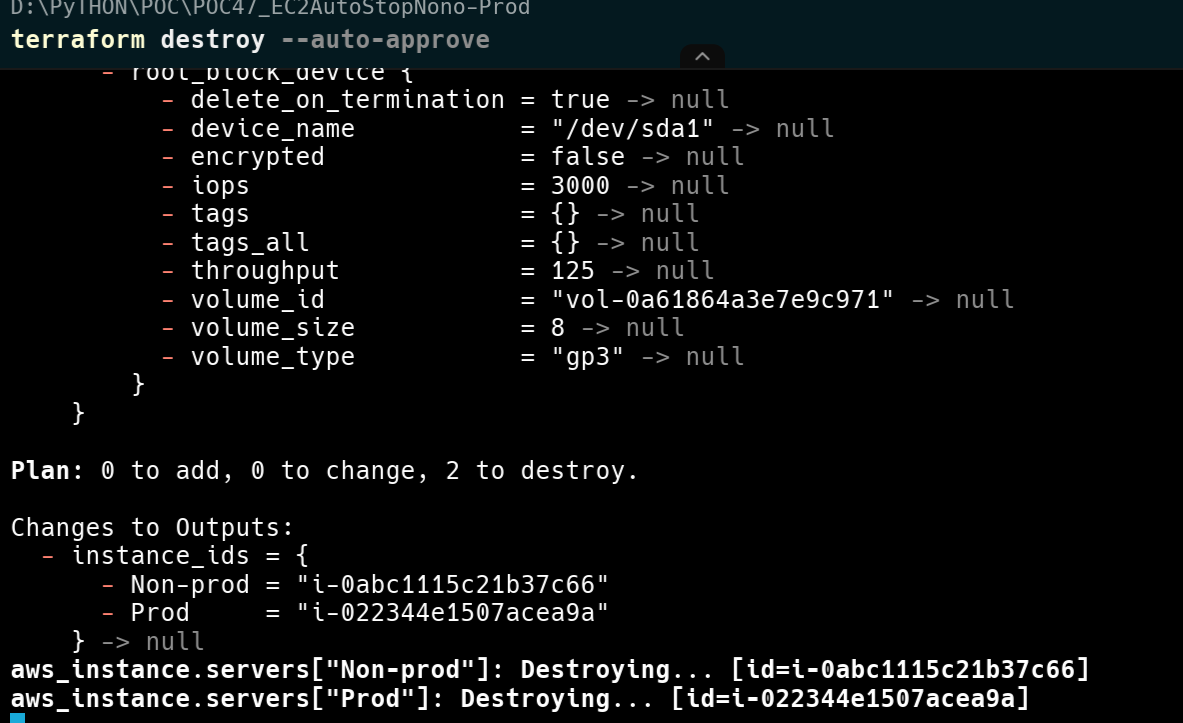 D:\PyTHON\POC\POC47_EC2AutoStopNono-Prod
terraform destroy --auto-approve
- root_block_device {
- delete_on_termination = true -> null
- device_name = "/dev/sda1" -> null
- encrypted = false -> null
- iops = 3000 -> null
- tags = {} -> null
- tags_all = {} -> null
- throughput = 125 -> null
- volume_id = "vol-0a61864a3e7e9c971" -> null
- volume_size = 8 -> null
- volume_type = "gp3" -> null
}
}
Plan: 0 to add, 0 to change, 2 to destroy.
Changes to Outputs:
- instance_ids = {
- Non-prod = "i-0abc1115c21b37c66"
- Prod = "i-022344e1507acea9a"
} -> null
aws_instance.servers["Non-prod"]: Destroying... [id=i-0abc1115c21b37c66]
aws_instance.servers["Prod"]: Destroying... [id=i-022344e1507acea9a]